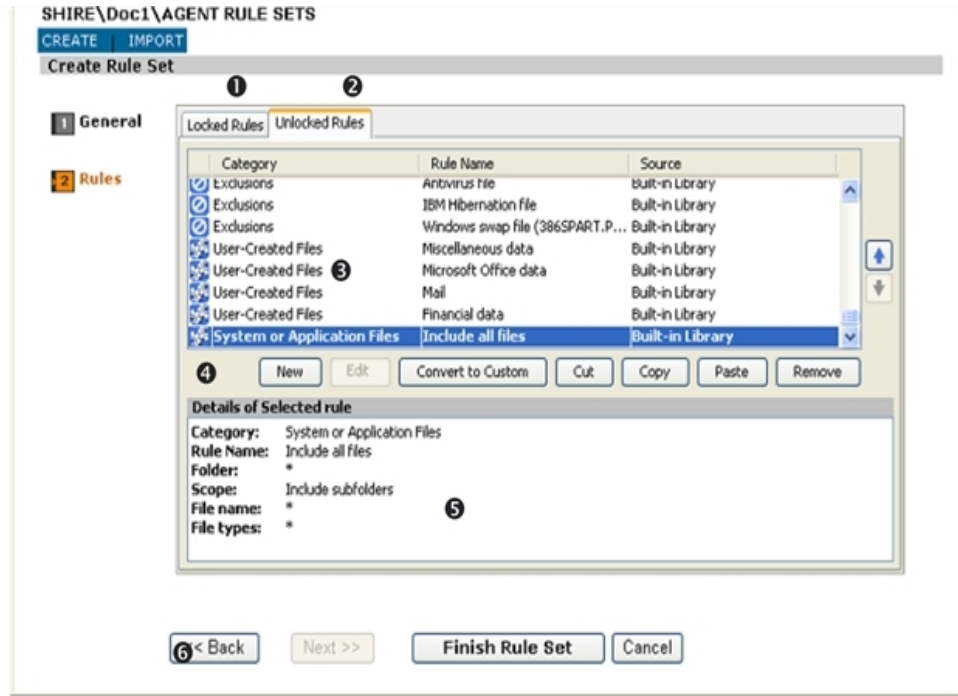 SHIRE\Doc1\AGENT RULE SETS
CREATE | IMPORT
Create Rule Set
❶ ❷
1 General
Locked Rules Unlocked Rules
2 Rules
Category Rule Name Source
Exclusions Antivirus file Built-in Library
Exclusions IBM Hibernation file Built-in Library
Exclusions Windows swap file (386SPART.P... Built-in Library
User-Created Files Miscellaneous data Built-in Library
User-Created Files ❸ Microsoft Office data Built-in Library
User-Created Files Mail Built-in Library
User-Created Files Financial data Built-in Library
System or Application Files Include all files Built-in Library
❹ New Edit Convert to Custom Cut Copy Paste Remove
Details of Selected rule
Category: System or Application Files
Rule Name: Include all files
Folder: *
Scope: Include subfolders
File name: * ❺
File types: *
❻ << Back Next >> Finish Rule Set Cancel